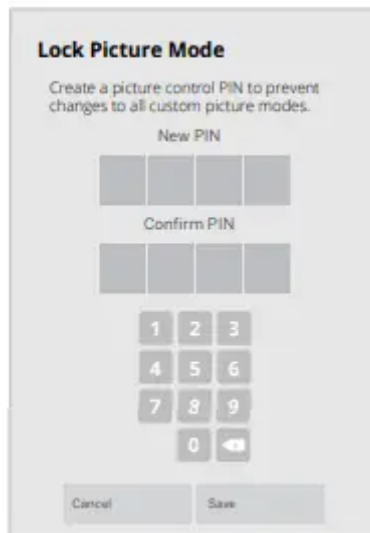 Lock Picture Mode
Create a picture control PIN to prevent
changes to all custom picture modes.
New PIN
Confirm PIN
1 2 3
4 5 6
7 8 9
0
Cancel Save